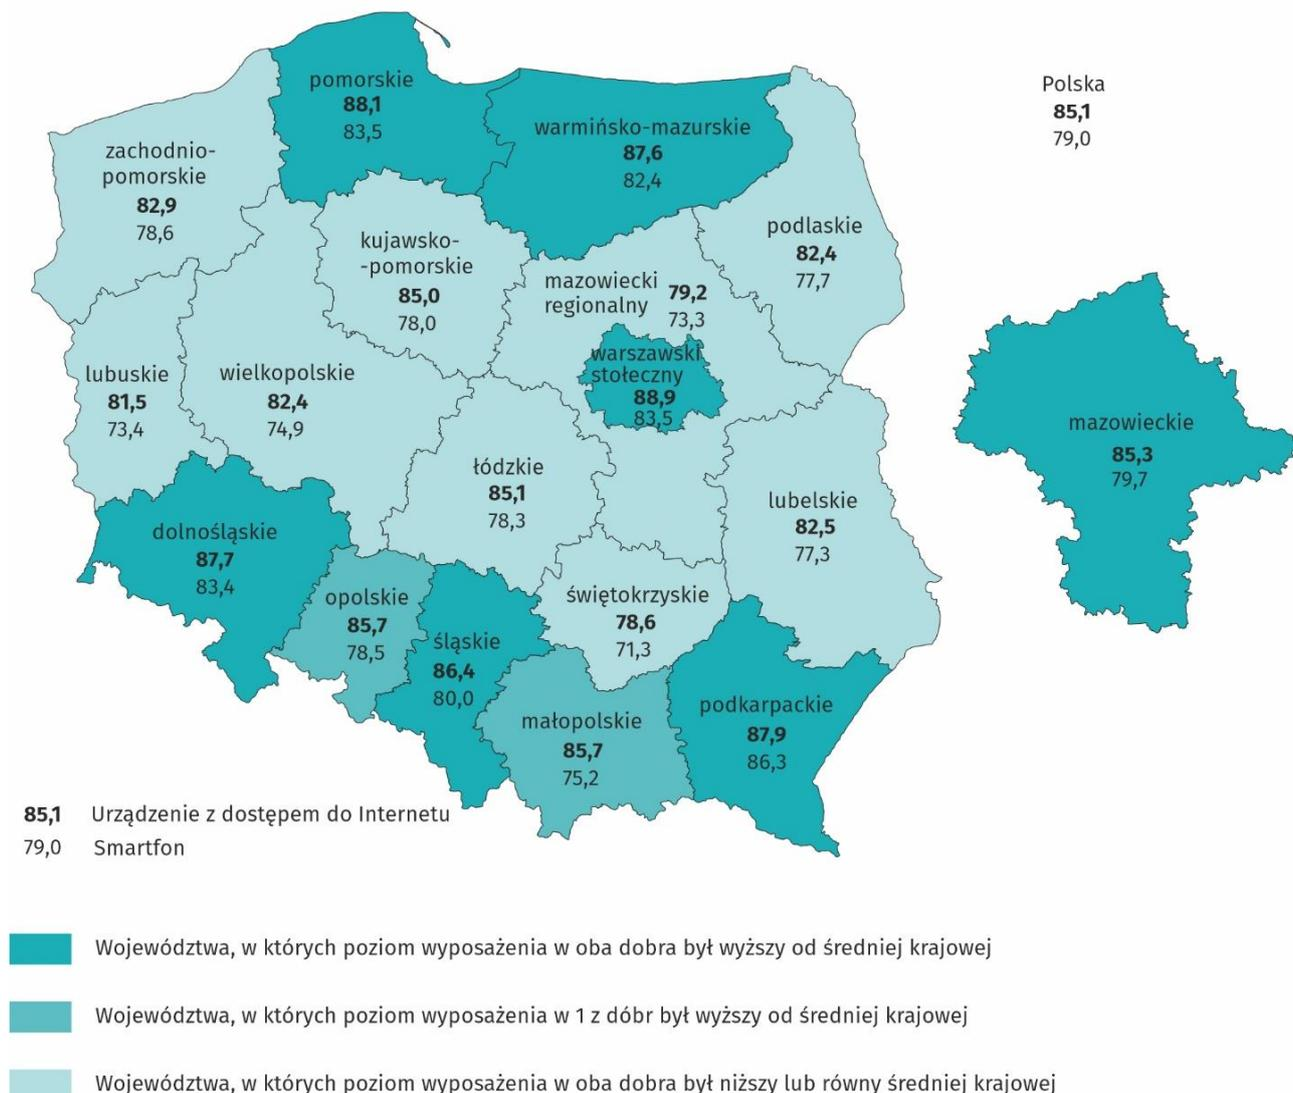 pomorskie
88,1
83,5
warmińsko-mazurskie
87,6
82,4
Polska
85,1
79,0
zachodnio-
pomorskie
82,9
78,6
kujawsko-
-pomorskie
85,0
78,0
mazowiecki
regionalny
79,2
73,3
podlaskie
82,4
77,7
warszawski
stołeczny
88,9
83,5
lubuskie
81,5
73,4
wielkopolskie
82,4
74,9
mazowieckie
85,3
79,7
łódzkie
85,1
78,3
lubelskie
82,5
77,3
dolnośląskie
87,7
83,4
opolskie
85,7
78,5
śląskie
86,4
80,0
świętokrzyskie
78,6
71,3
małopolskie
85,7
75,2
podkarpackie
87,9
86,3
85,1 Urządzenie z dostępem do Internetu
79,0 Smartfon
Województwa, w których poziom wyposażenia w oba dobra był wyższy od średniej krajowej
Województwa, w których poziom wyposażenia w 1 z dóbr był wyższy od średniej krajowej
Województwa, w których poziom wyposażenia w oba dobra był niższy lub równy średniej krajowej